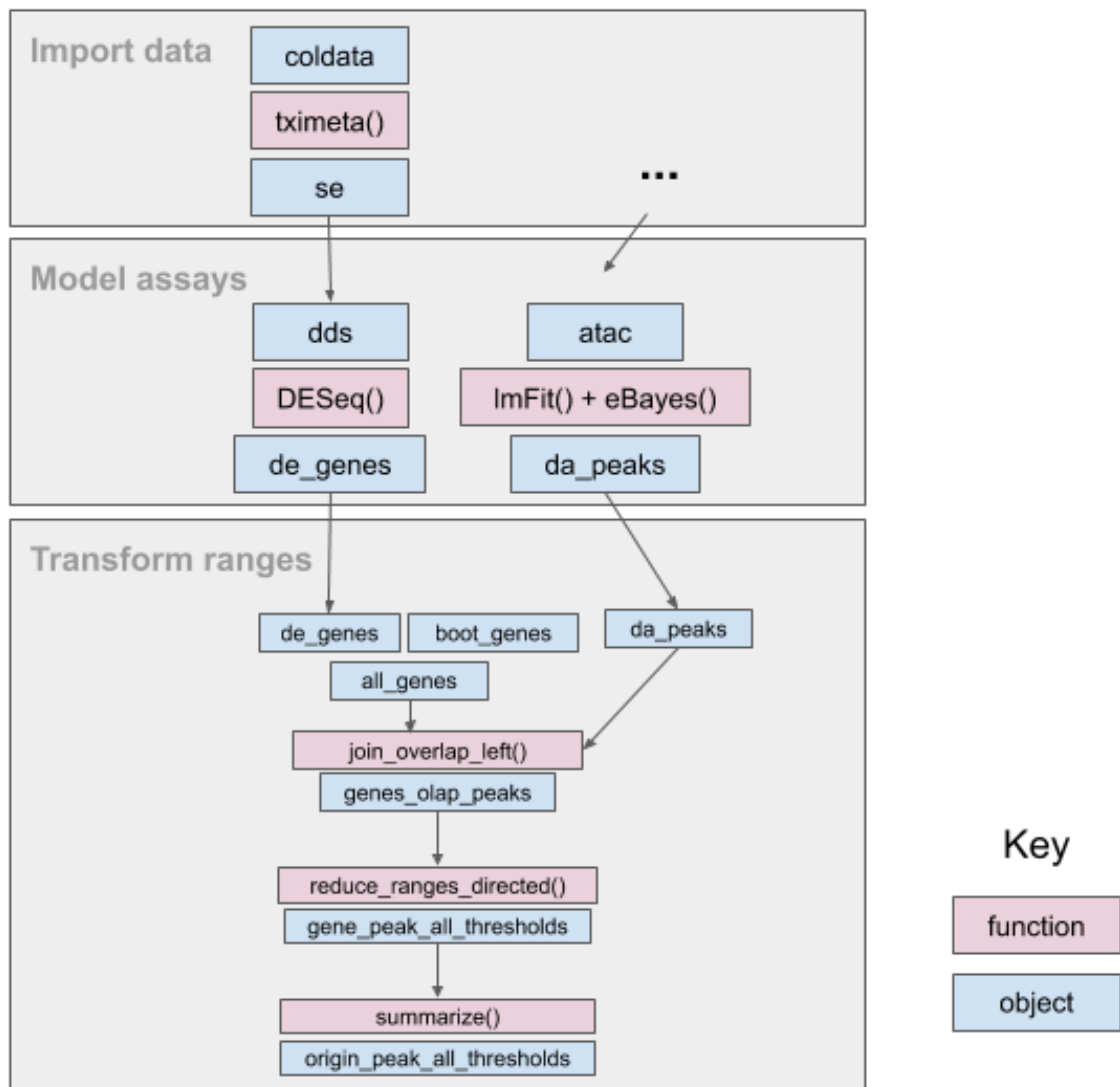 Import data
coldata
tximeta()
se
...
Model assays
dds
atac
DESeq()
lmFit() + eBayes()
de_genes
da_peaks
Transform ranges
de_genes
boot_genes
da_peaks
all_genes
join_overlap_left()
genes_olap_peaks
reduce_ranges_directed()
gene_peak_all_thresholds
summarize()
origin_peak_all_thresholds
Key
function
object